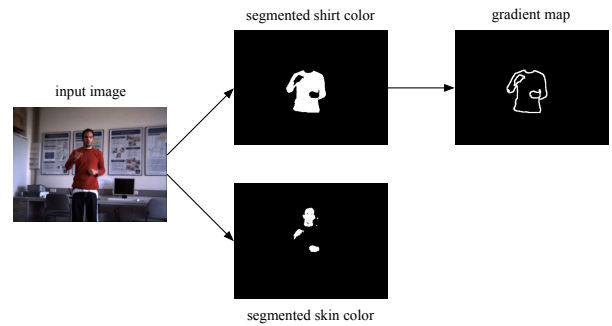 segmented shirt color
gradient map
input image
segmented skin color